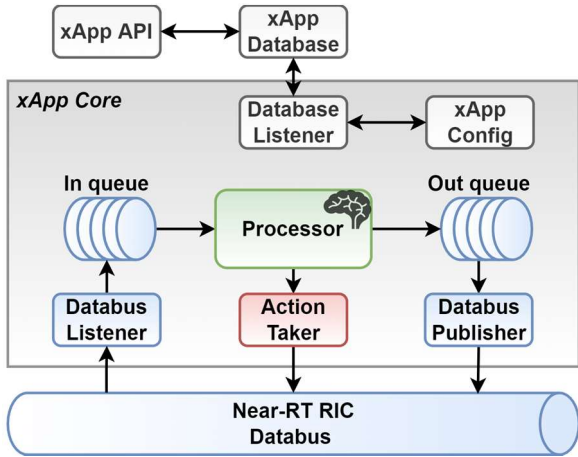 xApp API
xApp
Database
xApp Core
Database
Listener
xApp
Config
In queue
Out queue
Processor
Databus
Listener
Action
Taker
Databus
Publisher
Near-RT RIC
Databus